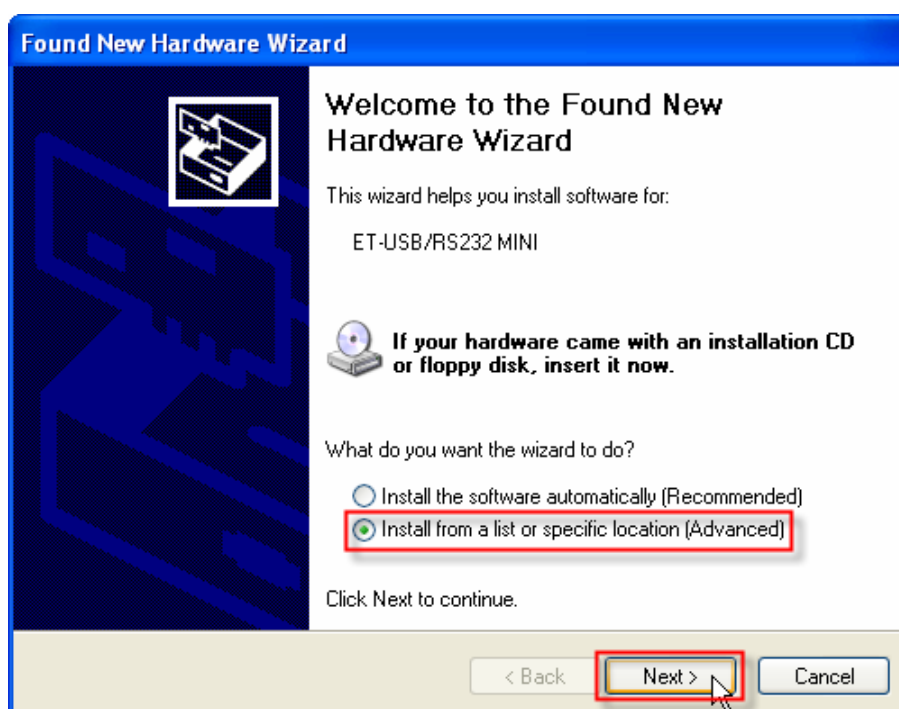 Found New Hardware Wizard
Welcome to the Found New
Hardware Wizard
This wizard helps you install software for:
ET-USB/RS232 MINI
If your hardware came with an installation CD
or floppy disk, insert it now.
What do you want the wizard to do?
Install the software automatically (Recommended)
Install from a list or specific location (Advanced)
Click Next to continue.
< Back Next > Cancel